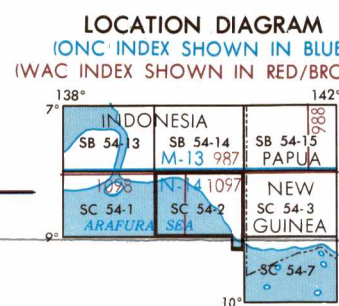 LOCATION DIAGRAM
(ONC INDEX SHOWN IN BLUE
(WAC INDEX SHOWN IN RED/BRO
138° 142°
7°
INDONESIA
SB 54-13 SB 54-14 SB 54-15
988
M-13 987 PAPUA
1098 N-14 1097 NEW
SC 54-1 SC 54-2 SC 54-3
ARAFURA SEA GUINEA
9°
SC 54-7
10°